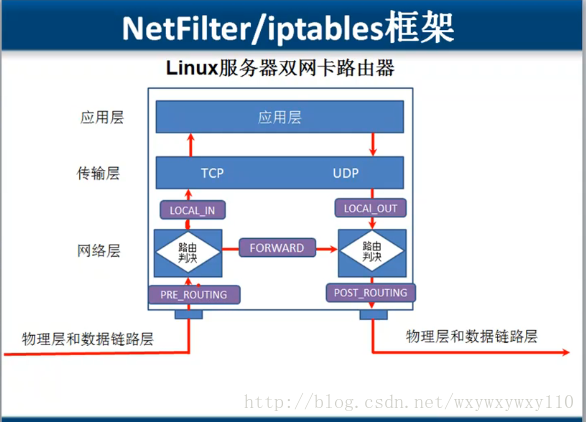 NetFilter/iptables框架
Linux服务器双网卡路由器
应用层
应用层
传输层
TCP
UDP
LOCAL_IN
LOCAL_OUT
网络层
路由
判决
FORWARD
路由
判决
PRE_ROUTING
POST_ROUTING
物理层和数据链路层
物理层和数据链路层
http://blog.csdn.net/wxywxywxy110